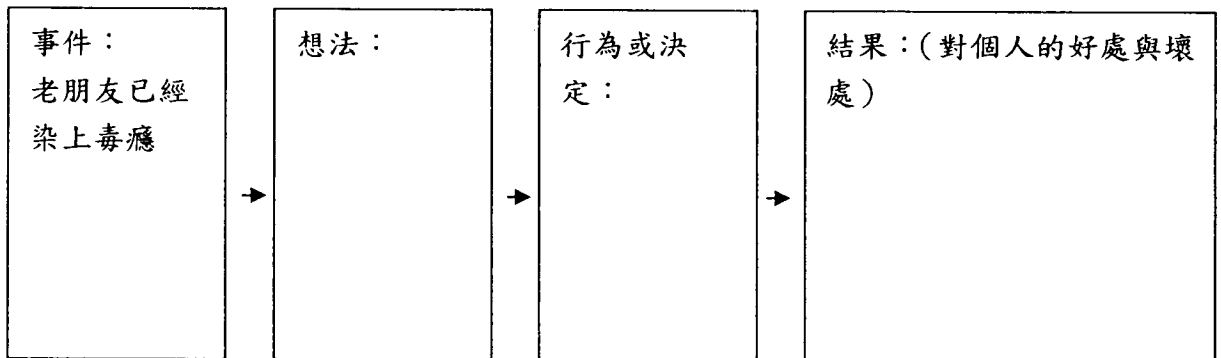 事件：
老朋友已經
染上毒癮
想法：
行為或決
定：
結果：(對個人的好處與壞
處)